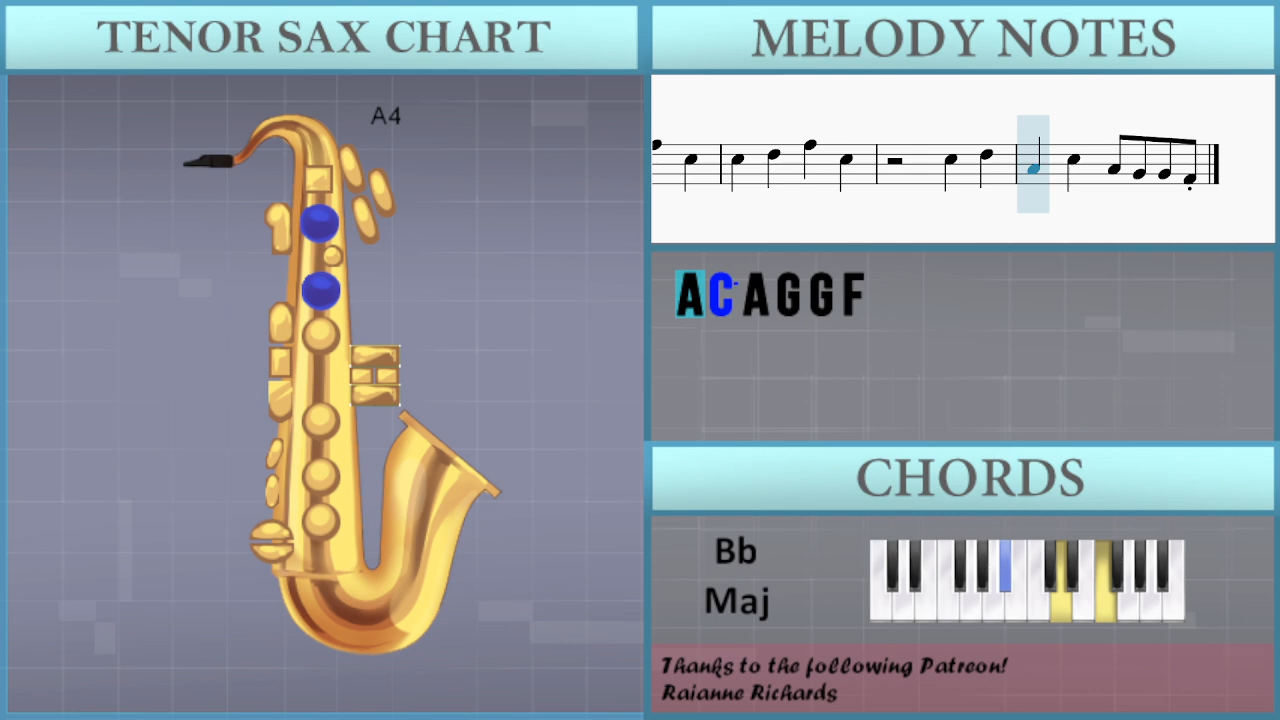 TENOR SAX CHART
A4
MELODY NOTES
ACAGGF
CHORDS
Bb
Maj
Thanks to the following Patreon!
Raianne Richards